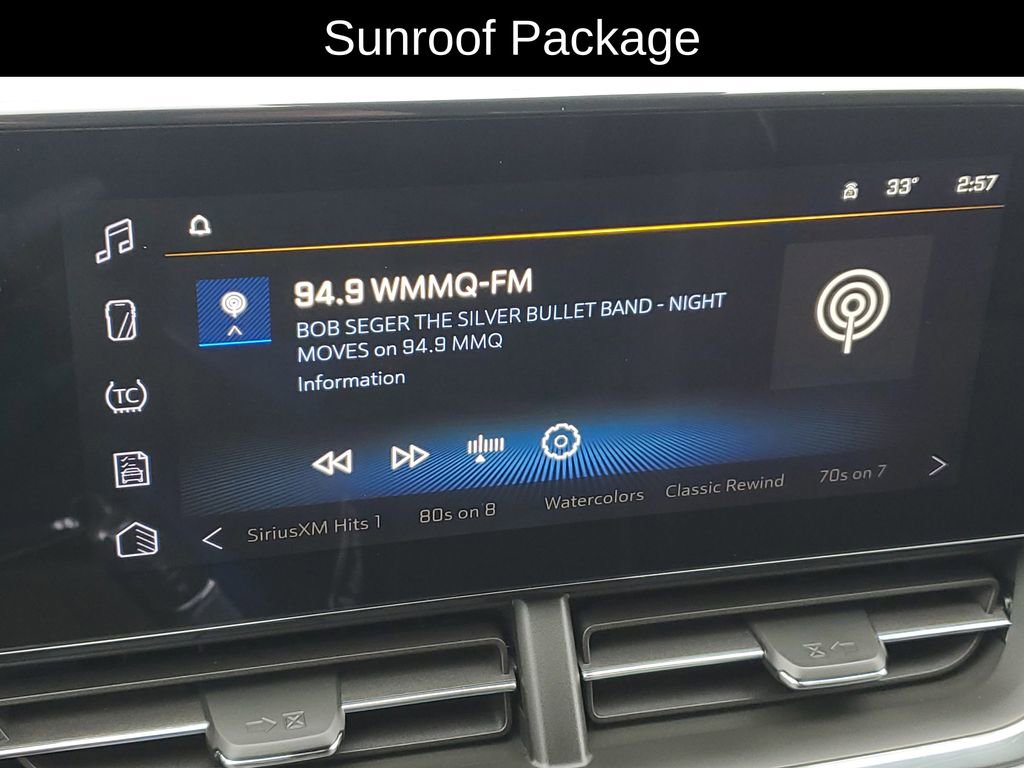 Sunroof Package
33° 2:57
94.9 WMMQ-FM
BOB SEGER THE SILVER BULLET BAND - NIGHT
MOVES on 94.9 MMQ
Information
TC
SiriusXM Hits 1 80s on 8 Watercolors Classic Rewind 70s on 7